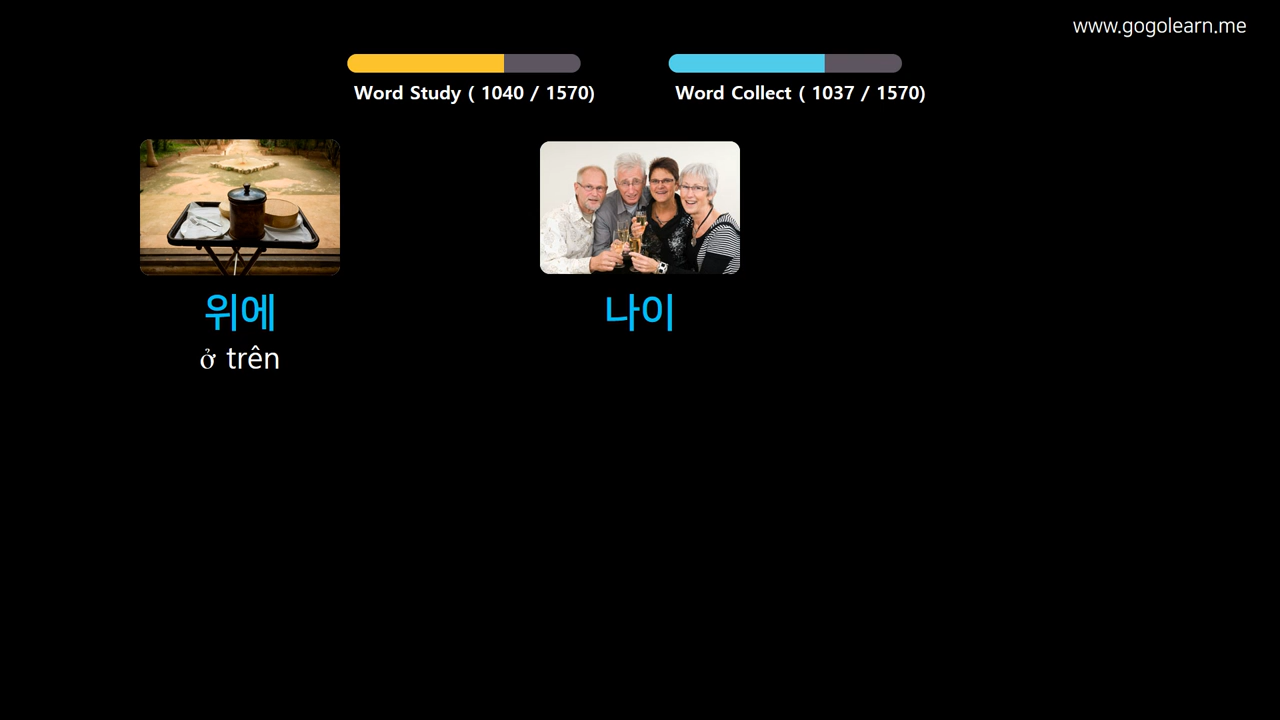 www.gogolearn.me
Word Study ( 1040 / 1570)
Word Collect ( 1037 / 1570)
위에
ở trên
나이